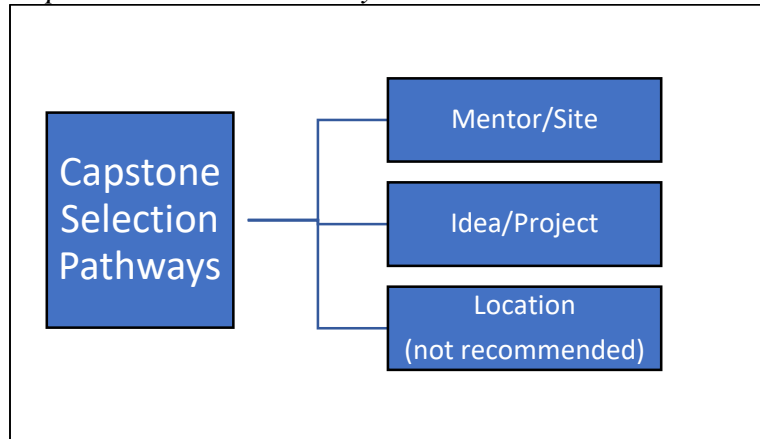 Capstone
Selection
Pathways
Mentor/Site
Idea/Project
Location
(not recommended)